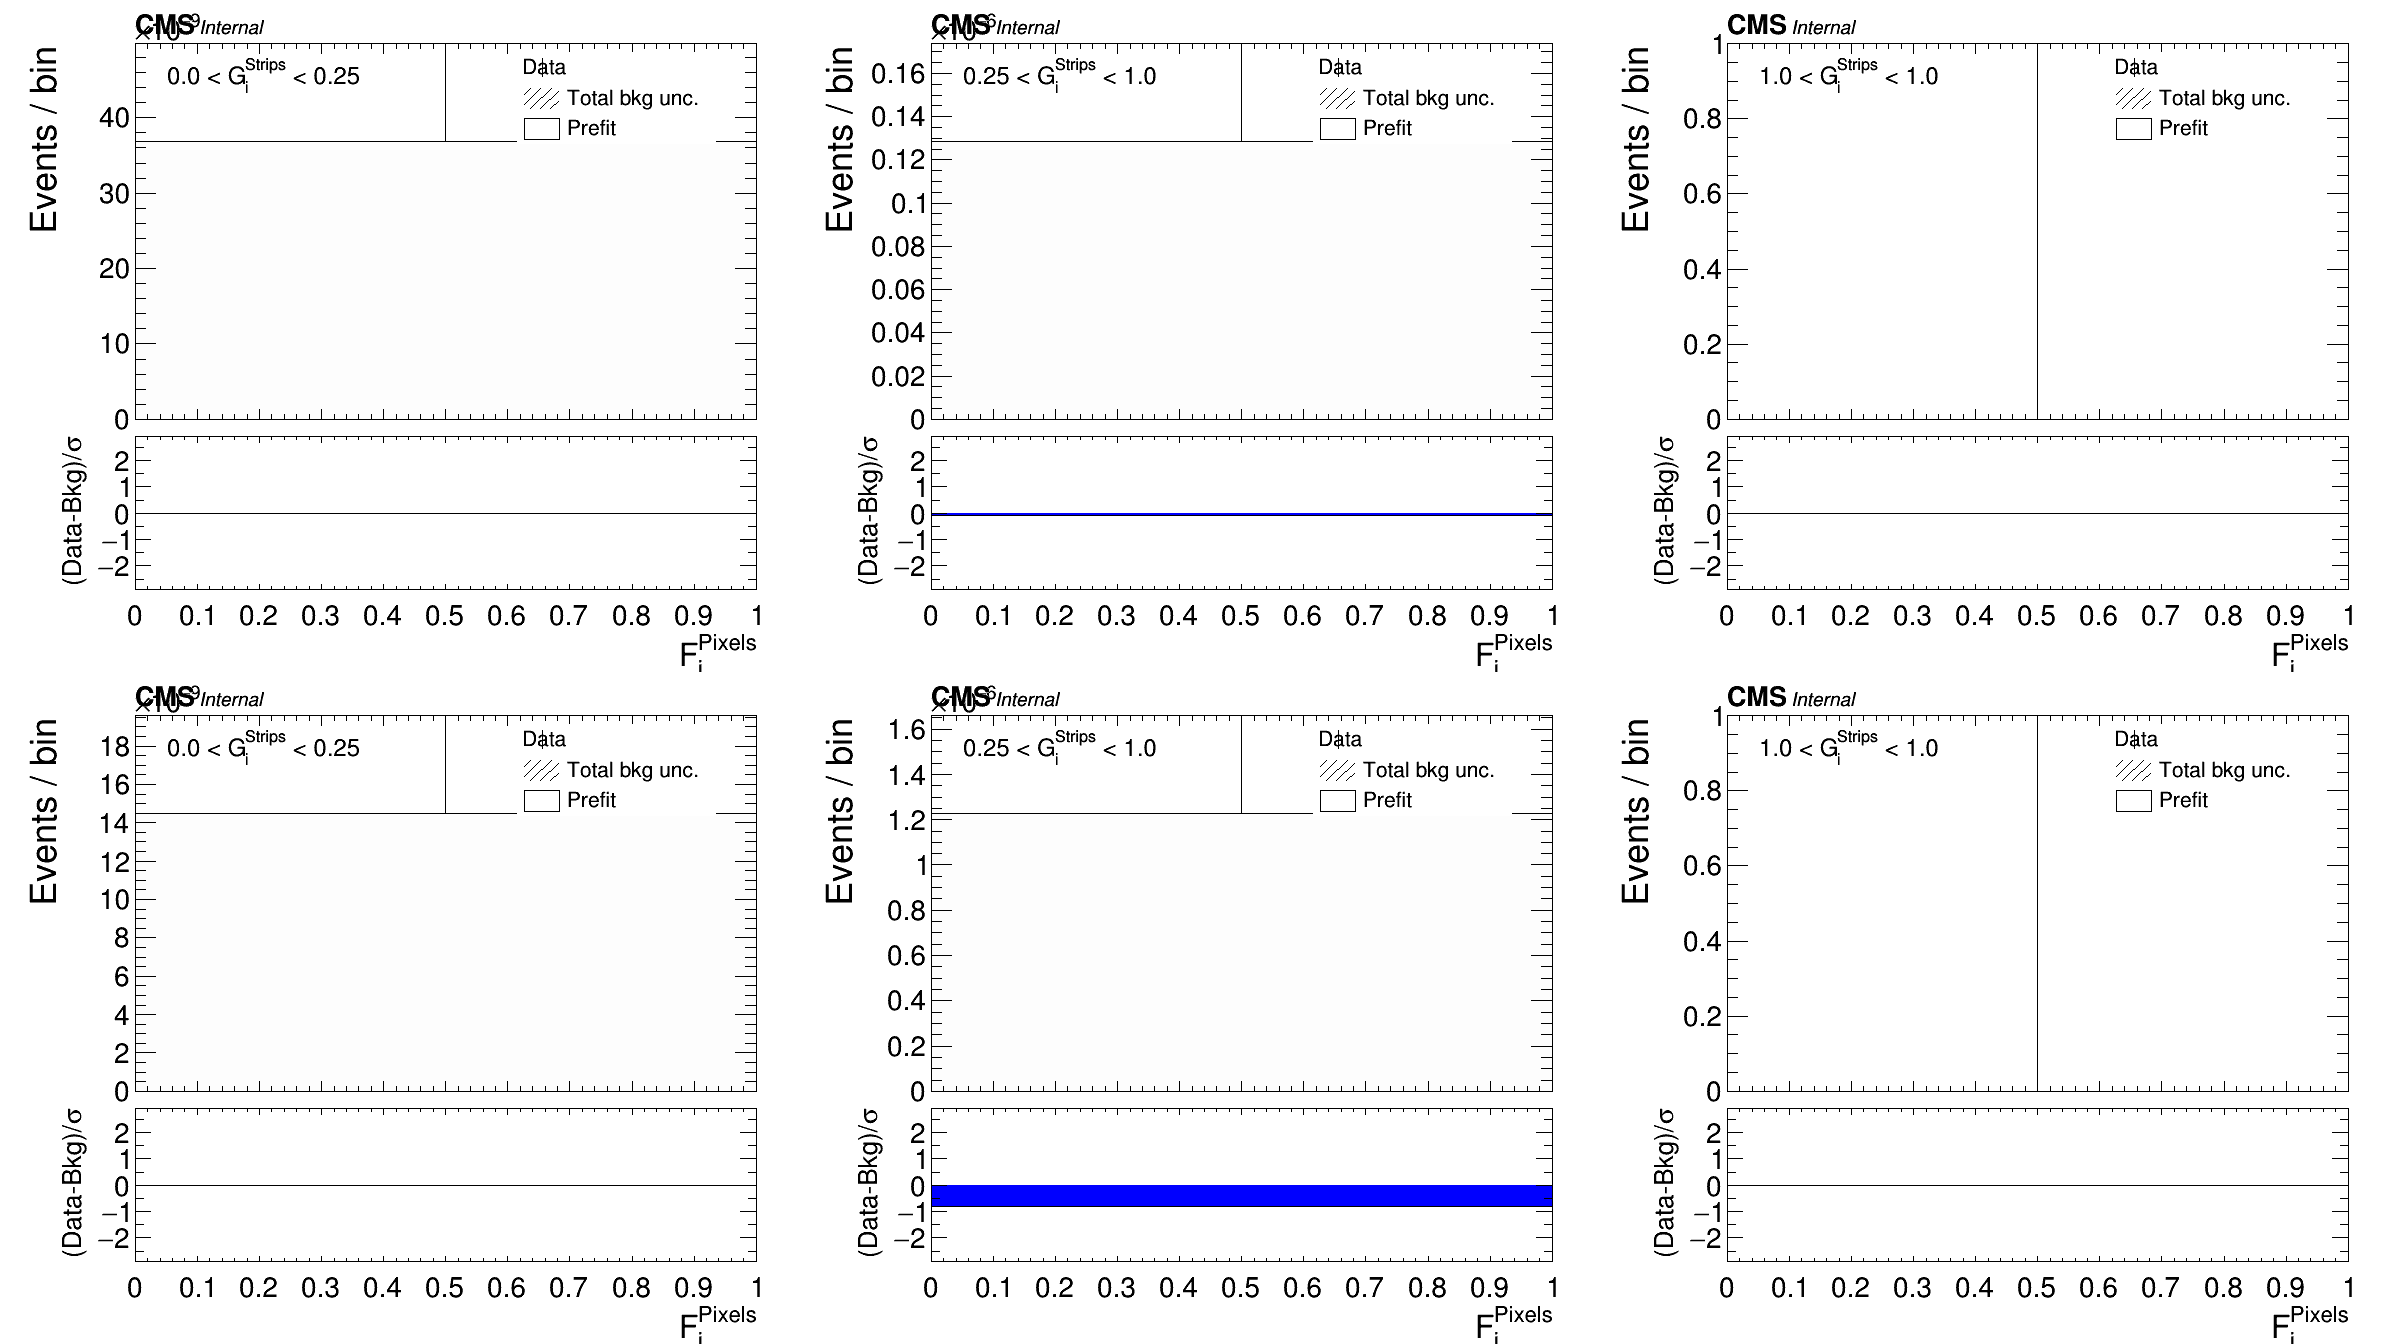 CMS Internal
CMS Internal
CMS Internal
Events / bin
0.0 < G_i^Strips < 0.25
Data
Total bkg unc.
Prefit
40
30
20
10
0
(Data-Bkg)/σ
2
1
0
−1
−2
0 0.1 0.2 0.3 0.4 0.5 0.6 0.7 0.8 0.9 1
F_i^Pixels
Events / bin
0.25 < G_i^Strips < 1.0
Data
Total bkg unc.
Prefit
0.16
0.14
0.12
0.1
0.08
0.06
0.04
0.02
0
(Data-Bkg)/σ
2
1
0
−1
−2
0 0.1 0.2 0.3 0.4 0.5 0.6 0.7 0.8 0.9 1
F_i^Pixels
Events / bin
1.0 < G_i^Strips < 1.0
Data
Total bkg unc.
Prefit
1
0.8
0.6
0.4
0.2
0
(Data-Bkg)/σ
2
1
0
−1
−2
0 0.1 0.2 0.3 0.4 0.5 0.6 0.7 0.8 0.9 1
F_i^Pixels
CMS Internal
CMS Internal
CMS Internal
Events / bin
0.0 < G_i^Strips < 0.25
Data
Total bkg unc.
Prefit
18
16
14
12
10
8
6
4
2
0
(Data-Bkg)/σ
2
1
0
−1
−2
0 0.1 0.2 0.3 0.4 0.5 0.6 0.7 0.8 0.9 1
F_i^Pixels
Events / bin
0.25 < G_i^Strips < 1.0
Data
Total bkg unc.
Prefit
1.6
1.4
1.2
1
0.8
0.6
0.4
0.2
0
(Data-Bkg)/σ
2
1
0
−1
−2
0 0.1 0.2 0.3 0.4 0.5 0.6 0.7 0.8 0.9 1
F_i^Pixels
Events / bin
1.0 < G_i^Strips < 1.0
Data
Total bkg unc.
Prefit
1
0.8
0.6
0.4
0.2
0
(Data-Bkg)/σ
2
1
0
−1
−2
0 0.1 0.2 0.3 0.4 0.5 0.6 0.7 0.8 0.9 1
F_i^Pixels